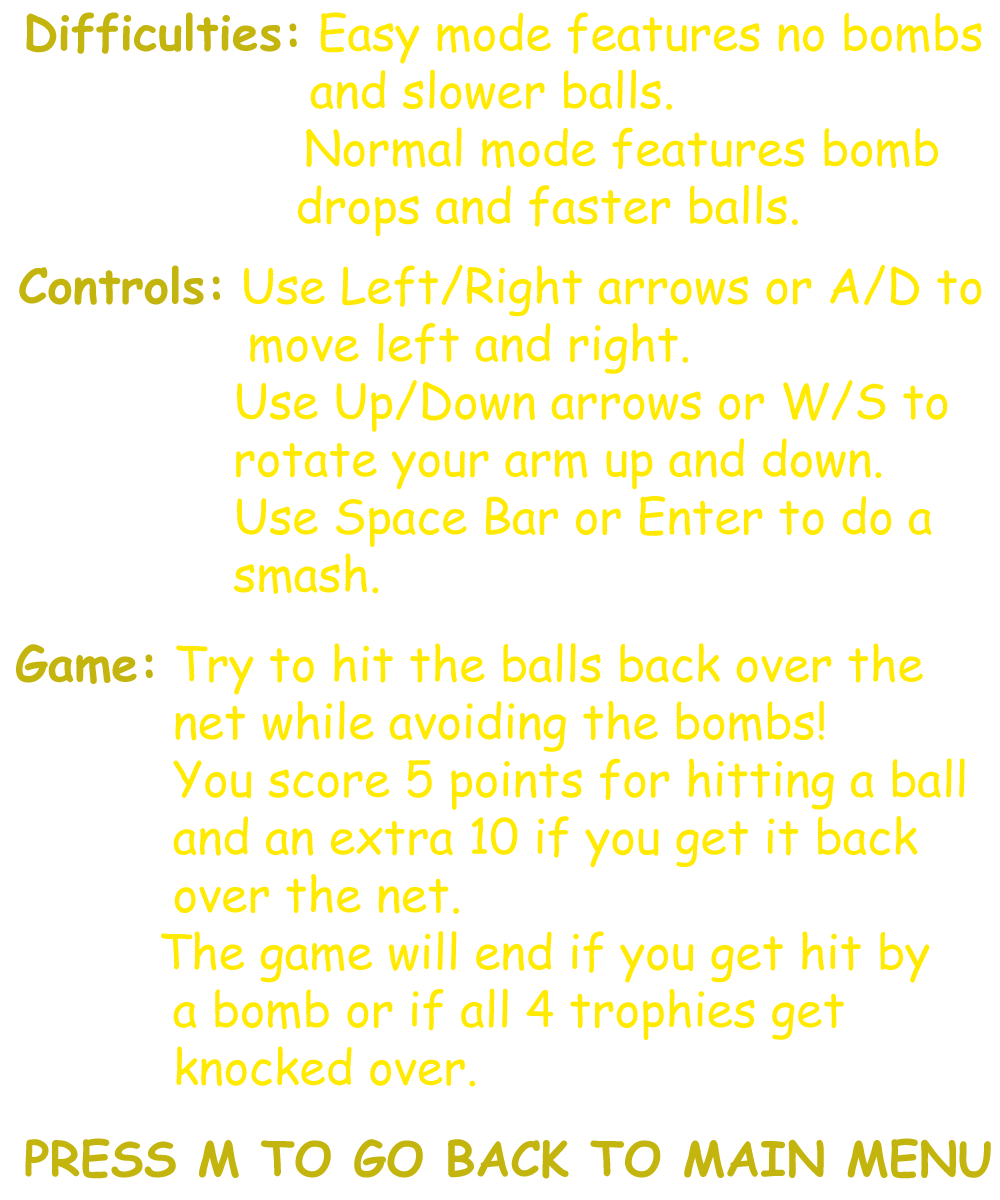 Difficulties: Easy mode features no bombs
and slower balls.
Normal mode features bomb
drops and faster balls.
Controls: Use Left/Right arrows or A/D to
move left and right.
Use Up/Down arrows or W/S to
rotate your arm up and down.
Use Space Bar or Enter to do a
smash.
Game: Try to hit the balls back over the
net while avoiding the bombs!
You score 5 points for hitting a ball
and an extra 10 if you get it back
over the net.
The game will end if you get hit by
a bomb or if all 4 trophies get
knocked over.
PRESS M TO GO BACK TO MAIN MENU